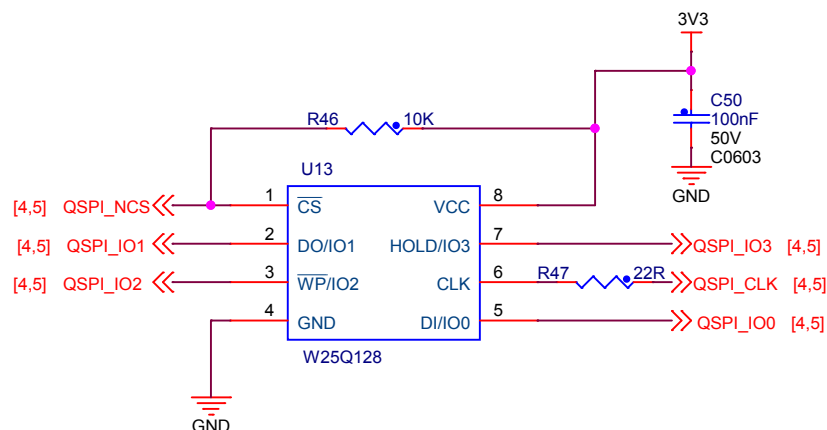 3V3
R46 10K
C50
100nF
50V
C0603
GND
U13
[4,5] QSPI_NCS 1 CS VCC 8
[4,5] QSPI_IO1 2 DO/IO1 HOLD/IO3 7 QSPI_IO3 [4,5]
[4,5] QSPI_IO2 3 WP/IO2 CLK 6 R47 22R QSPI_CLK [4,5]
4 GND DI/IO0 5 QSPI_IO0 [4,5]
W25Q128
GND